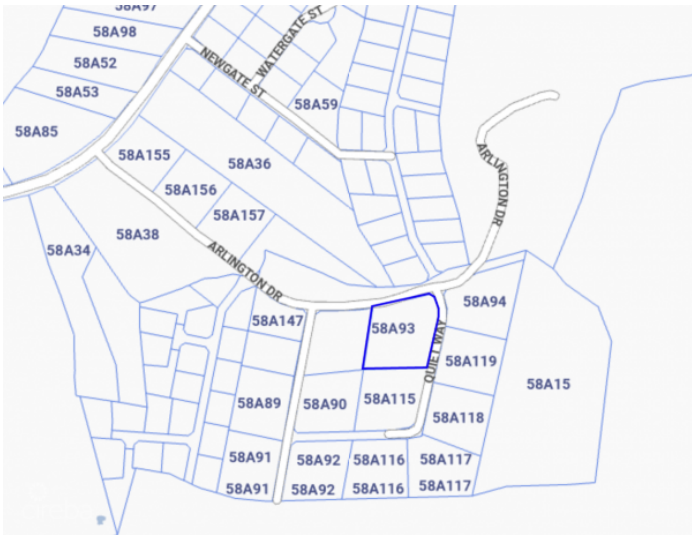 58A97
58A98
58A52
58A53
58A85
WATERGATE ST
NEWGATE ST
58A59
58A155
58A36
58A156
58A157
58A34
58A38
ARLINGTON DR
ARLINGTON DR
58A147
58A93
58A94
QUIET WAY
58A119
58A15
58A89
58A90
58A115
58A118
58A91
58A92
58A116
58A117
58A91
58A92
58A116
58A117